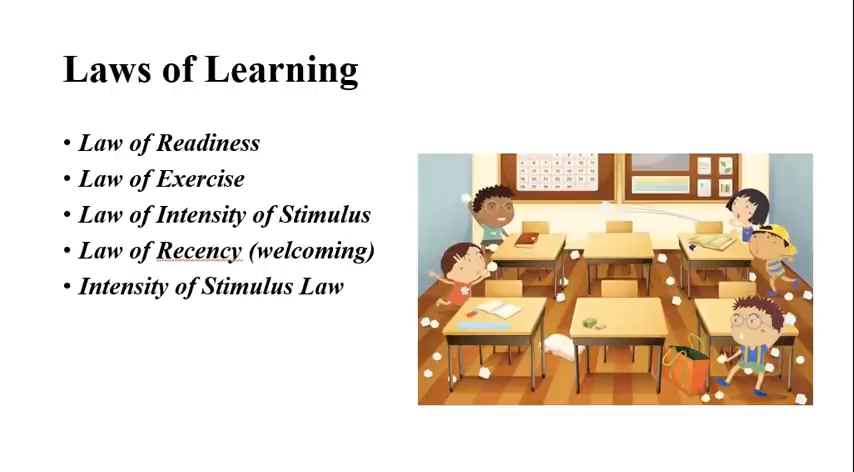 Laws of Learning
• Law of Readiness
• Law of Exercise
• Law of Intensity of Stimulus
• Law of Recency (welcoming)
• Intensity of Stimulus Law